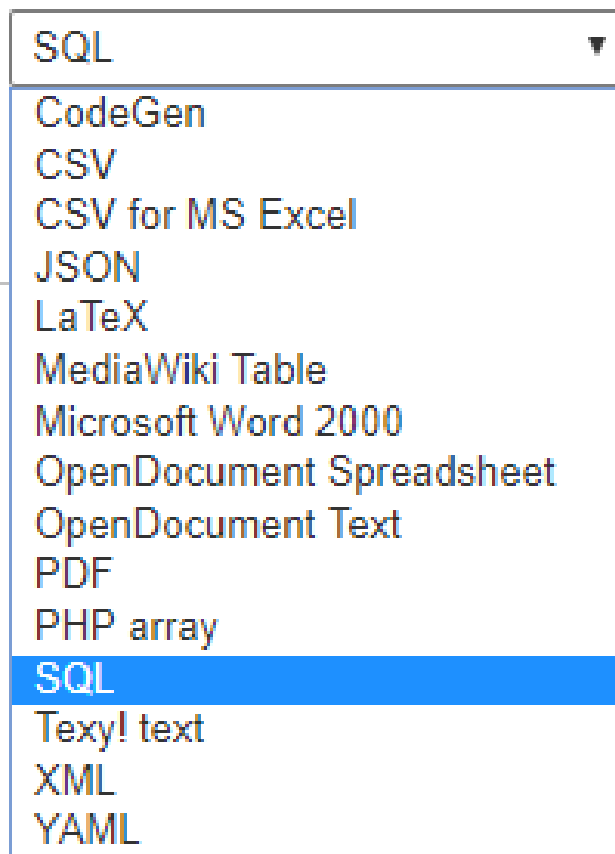 SQL
CodeGen
CSV
CSV for MS Excel
JSON
LaTeX
MediaWiki Table
Microsoft Word 2000
OpenDocument Spreadsheet
OpenDocument Text
PDF
PHP array
SQL
Texy! text
XML
YAML